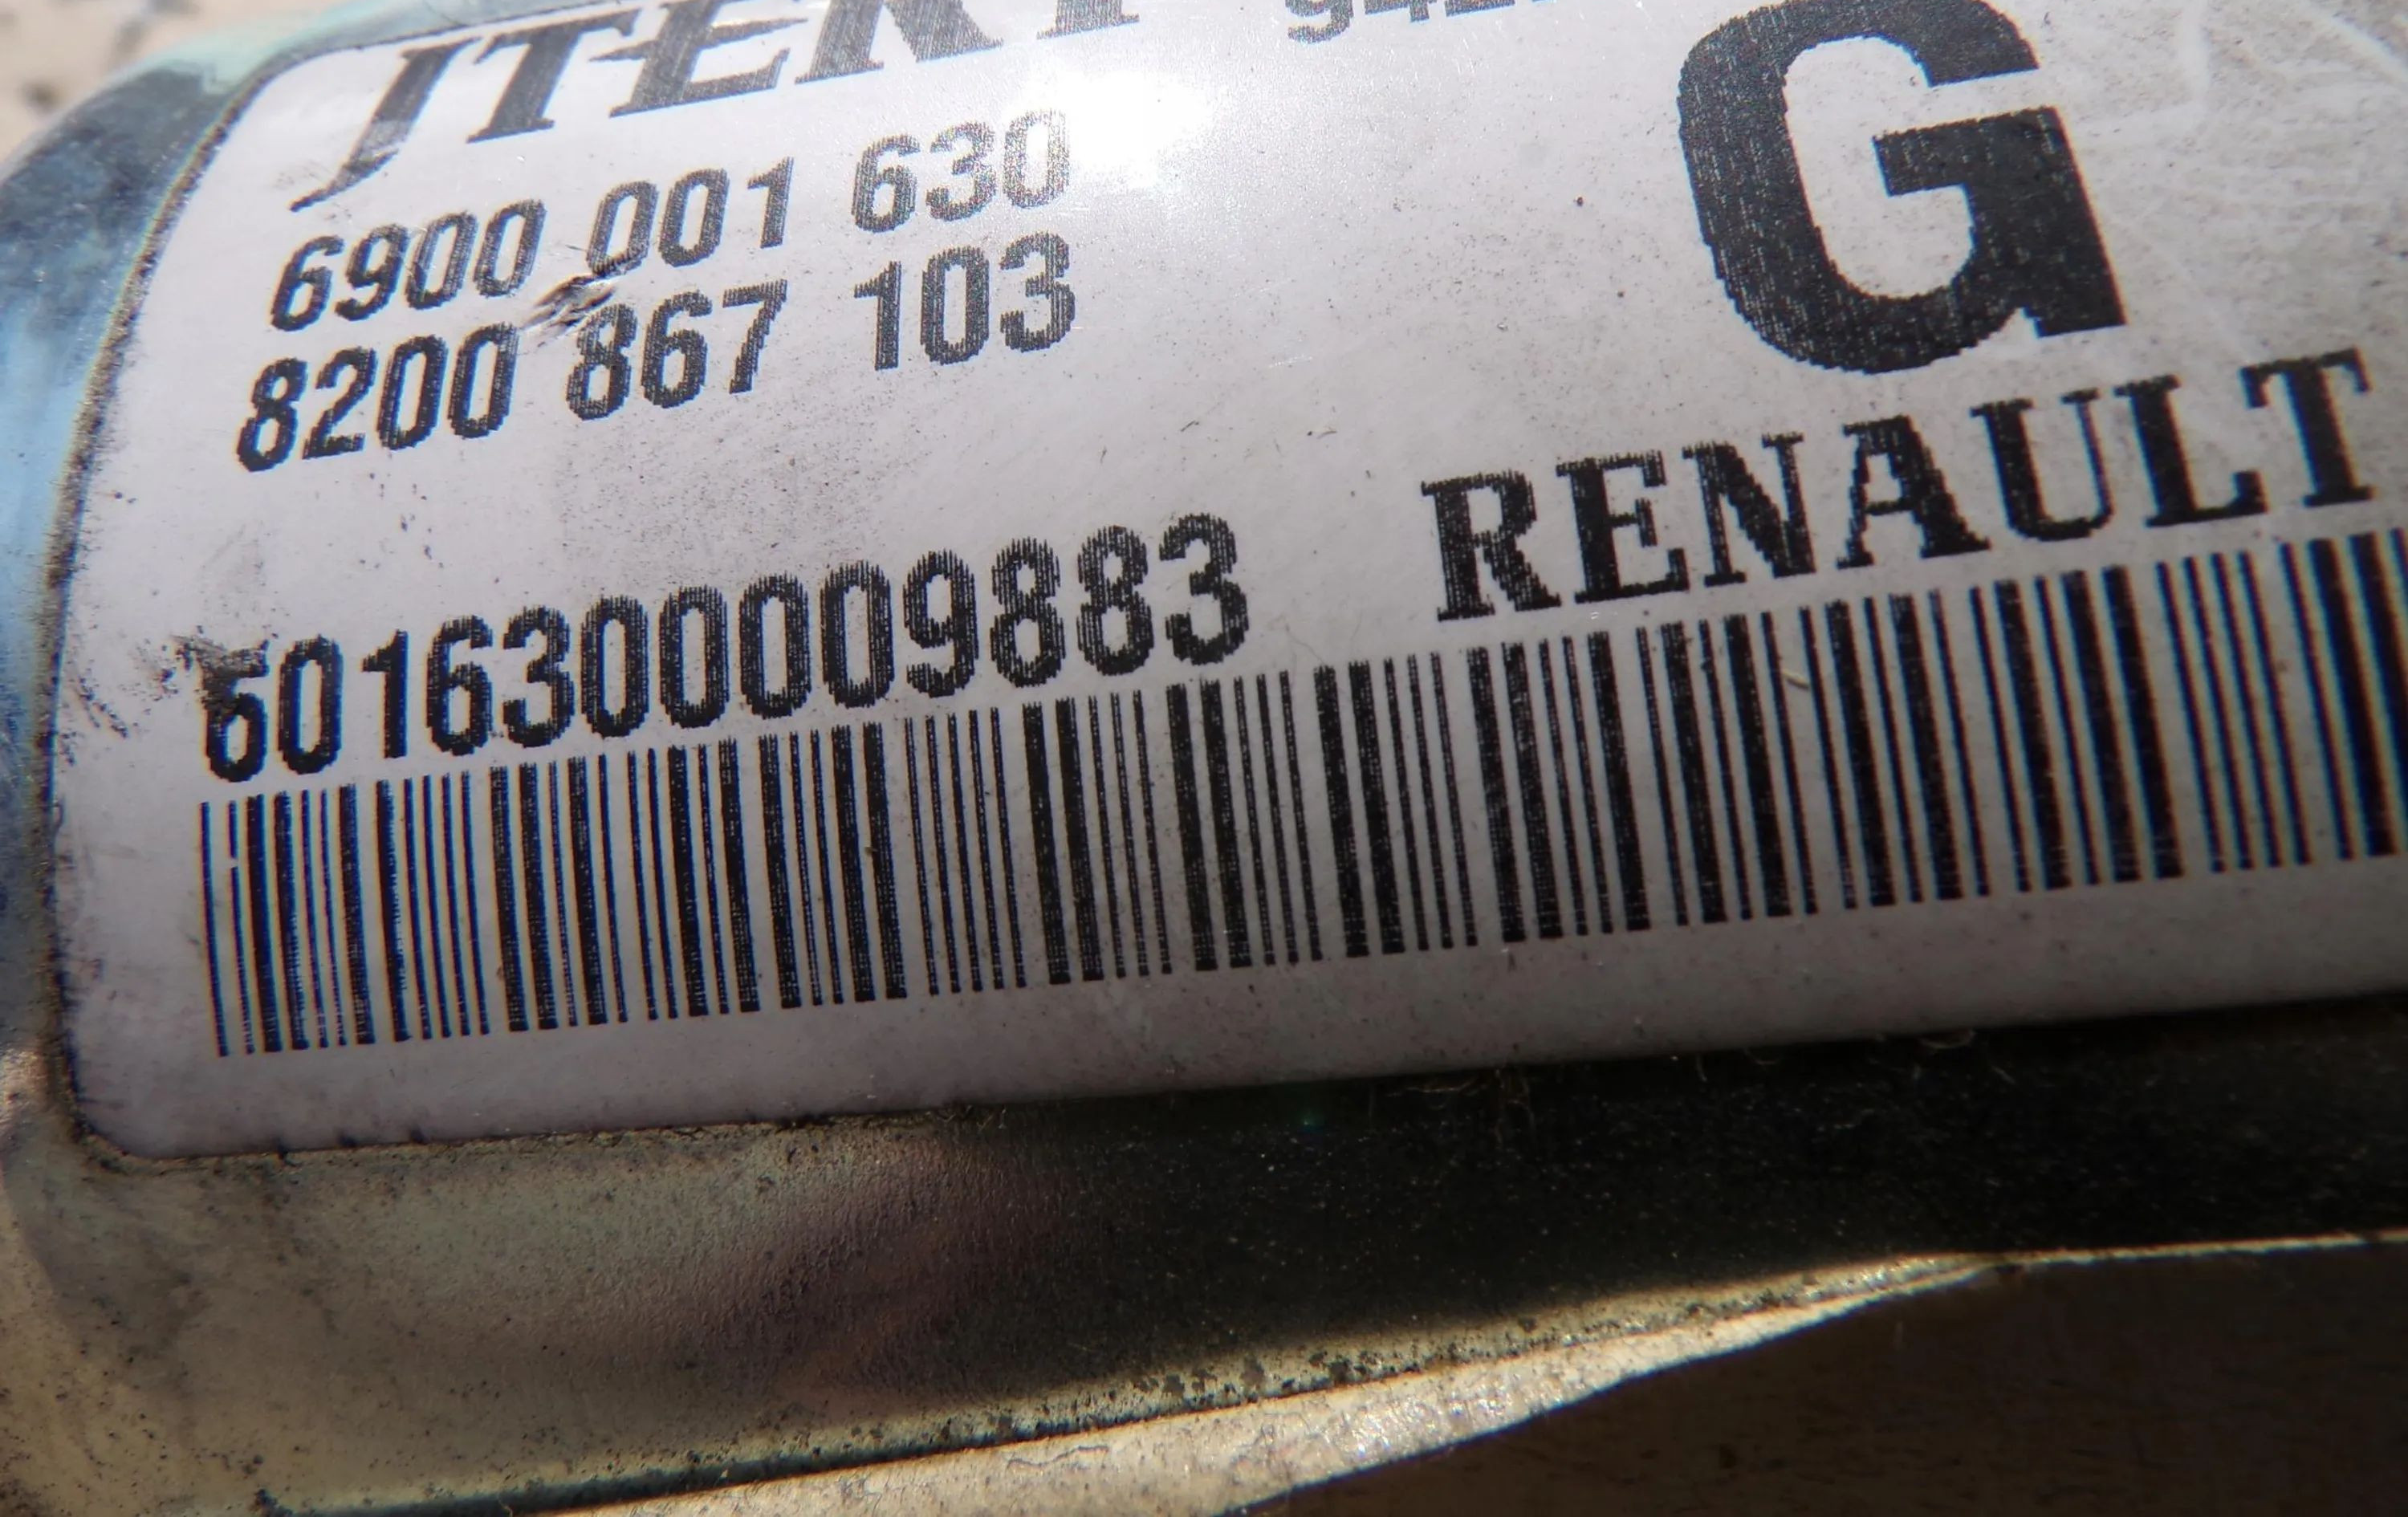 JTEKT
G
6900 001 630
8200 867 103
RENAULT
6016300009883